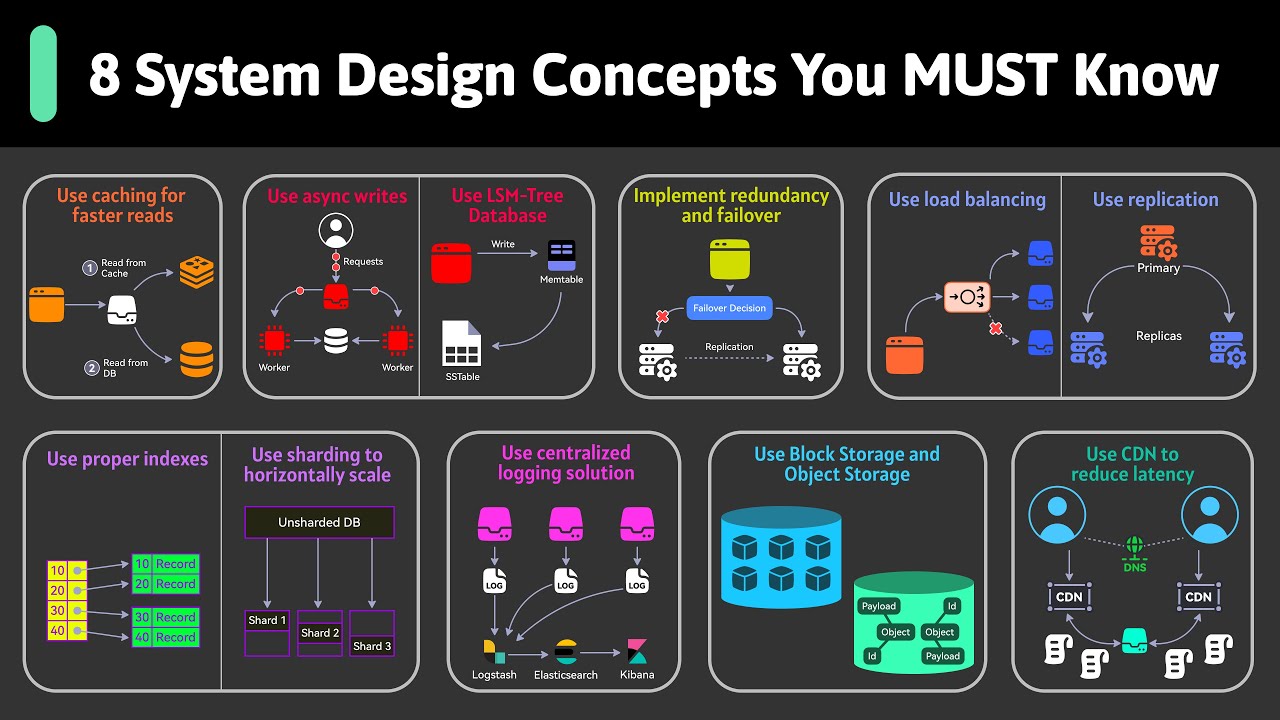 8 System Design Concepts You MUST Know
Use caching for
faster reads
1
Read from
Cache
2
Read from
DB
Use async writes
Requests
Worker
Worker
Use LSM-Tree
Database
Write
Memtable
SSTable
Implement redundancy
and failover
Failover Decision
Replication
Use load balancing
Use replication
Primary
Replicas
Use proper indexes
10
20
30
40
10 Record
20 Record
30 Record
40 Record
Use sharding to
horizontally scale
Unsharded DB
Shard 1
Shard 2
Shard 3
Use centralized
logging solution
LOG
LOG
LOG
Logstash
Elasticsearch
Kibana
Use Block Storage and
Object Storage
Payload
Id
Object
Object
Id
Payload
Use CDN to
reduce latency
DNS
CDN
CDN